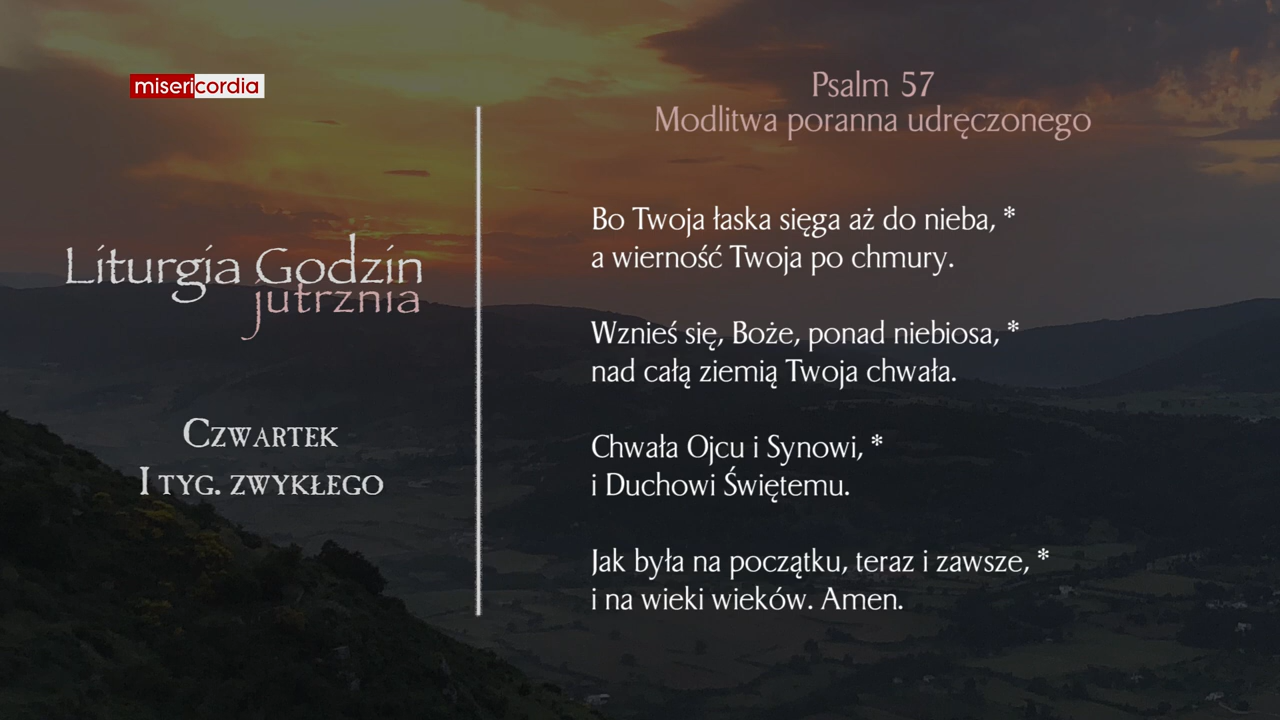 misericordia
Liturgia Godzin
jutrznia
Czwartek
I tyg. zwykłego
Psalm 57
Modlitwa poranna udręczonego
Bo Twoja łaska sięga aż do nieba, *
a wierność Twoja po chmury.
Wznieś się, Boże, ponad niebiosa, *
nad całą ziemią Twoja chwała.
Chwała Ojcu i Synowi, *
i Duchowi Świętemu.
Jak była na początku, teraz i zawsze, *
i na wieki wieków. Amen.